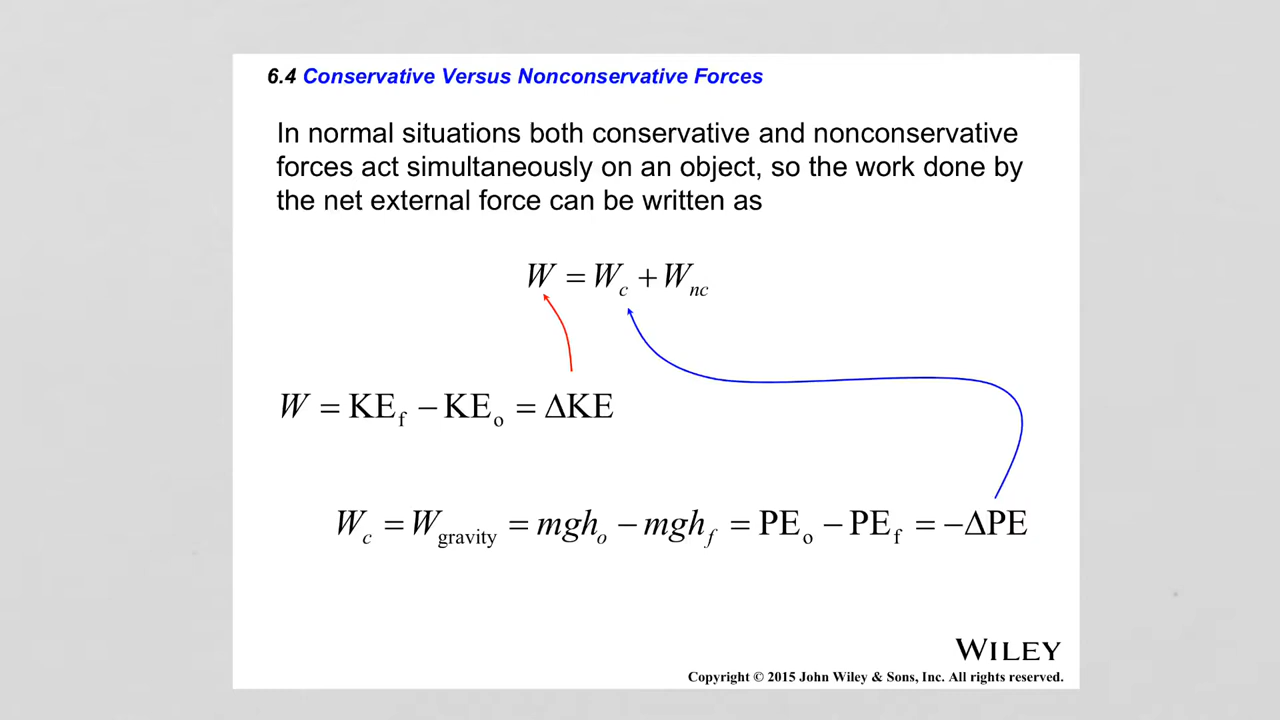 6.4 Conservative Versus Nonconservative Forces
In normal situations both conservative and nonconservative
forces act simultaneously on an object, so the work done by
the net external force can be written as
W = W_c + W_nc
W = KE_f − KE_o = ΔKE
W_c = W_gravity = mgh_o − mgh_f = PE_o − PE_f = −ΔPE
WILEY
Copyright © 2015 John Wiley & Sons, Inc. All rights reserved.